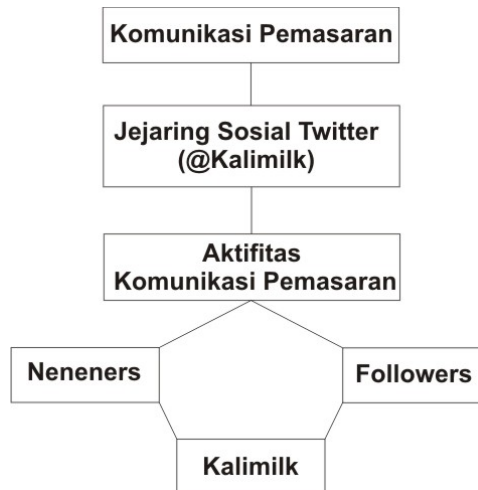 Komunikasi Pemasaran
Jejaring Sosial Twitter
(@Kalimilk)
Aktifitas
Komunikasi Pemasaran
Neneners
Followers
Kalimilk